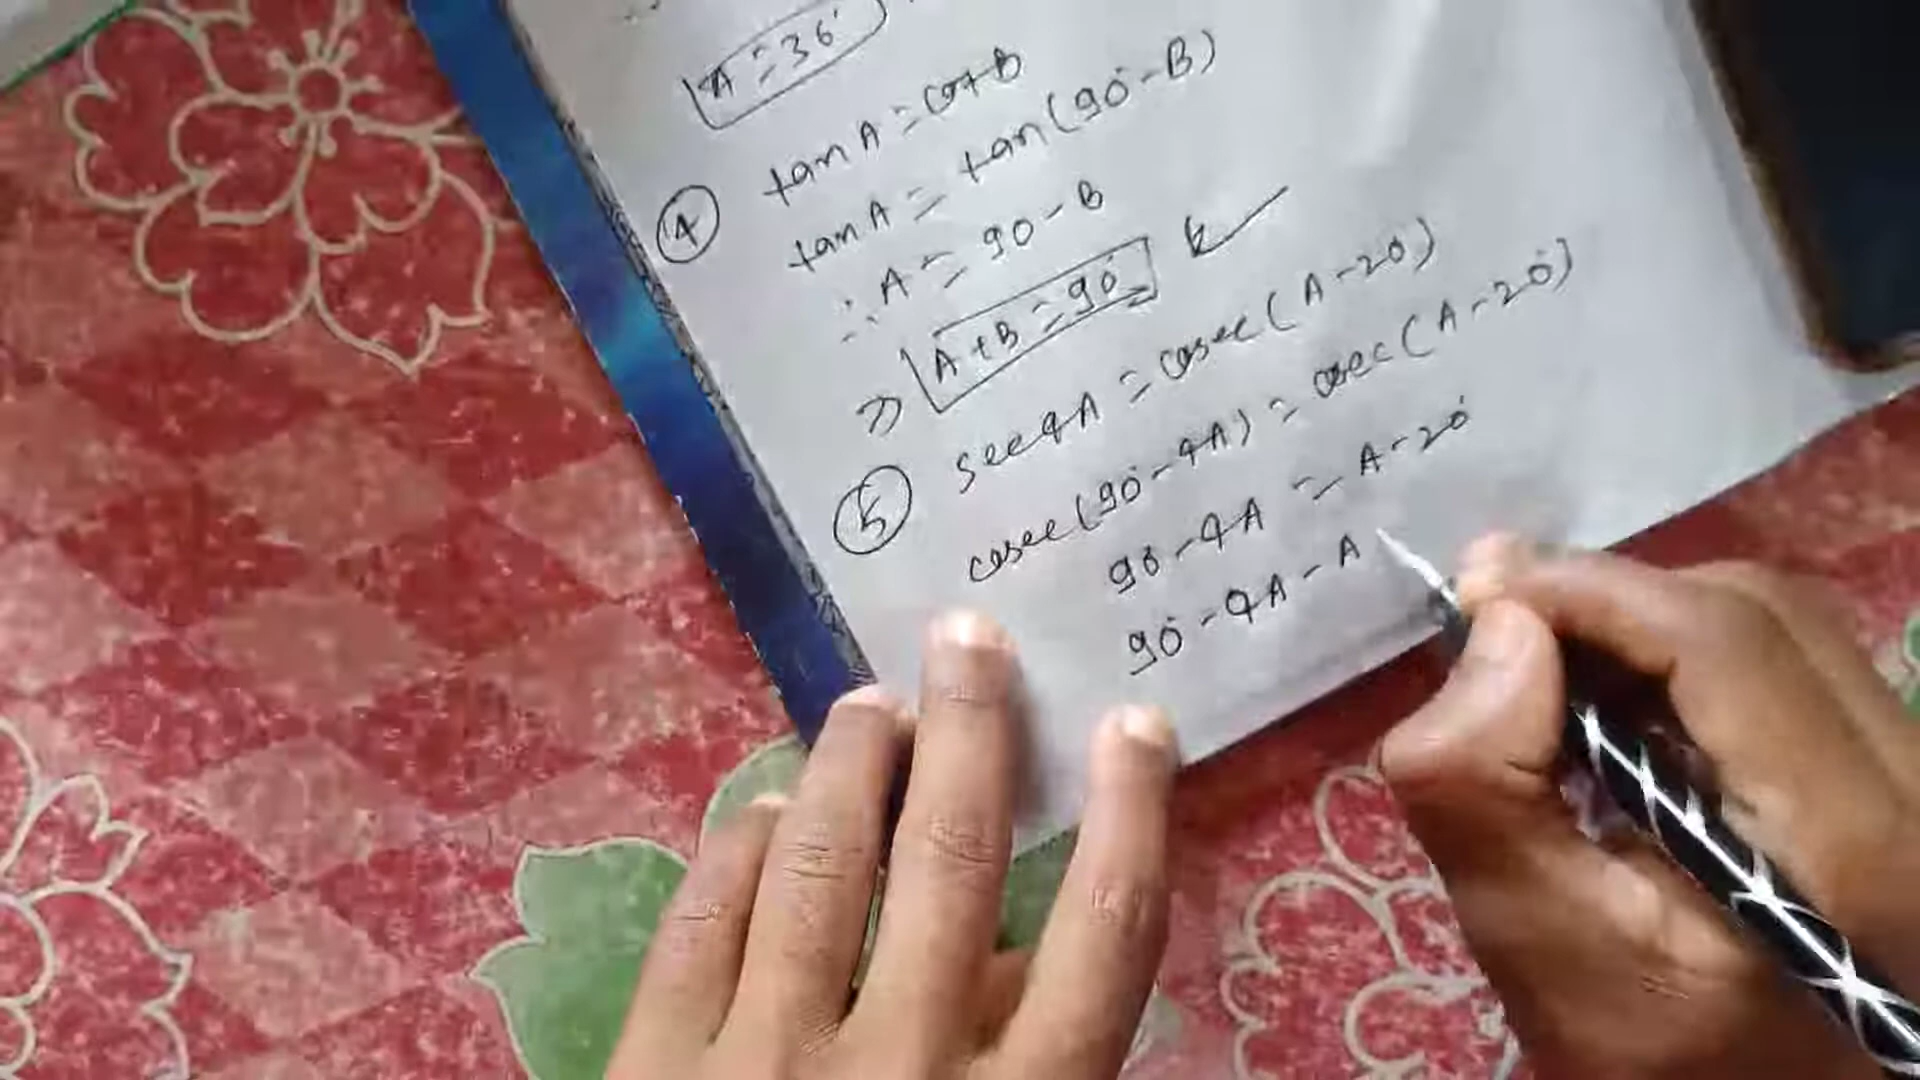 A = 36°
④ tan A = cot B
tan A = tan (90° - B)
∴ A = 90 - B
⇒ A + B = 90°
⑤ sec 4A = cosec (A - 20°)
cosec (90° - 4A) = cosec (A - 20°)
90° - 4A = A - 20°
90° - 4A - A